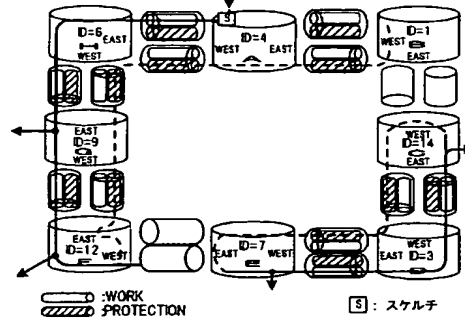 S
ID=6
EAST
WEST
ID=4
WEST
EAST
ID=1
EAST
WEST
EAST
ID=9
WEST
WEST
ID=14
EAST
EAST
ID=12
WEST
ID=7
EAST
WEST
WEST
EAST
ID=3
:WORK
:PROTECTION
S : スケルチ